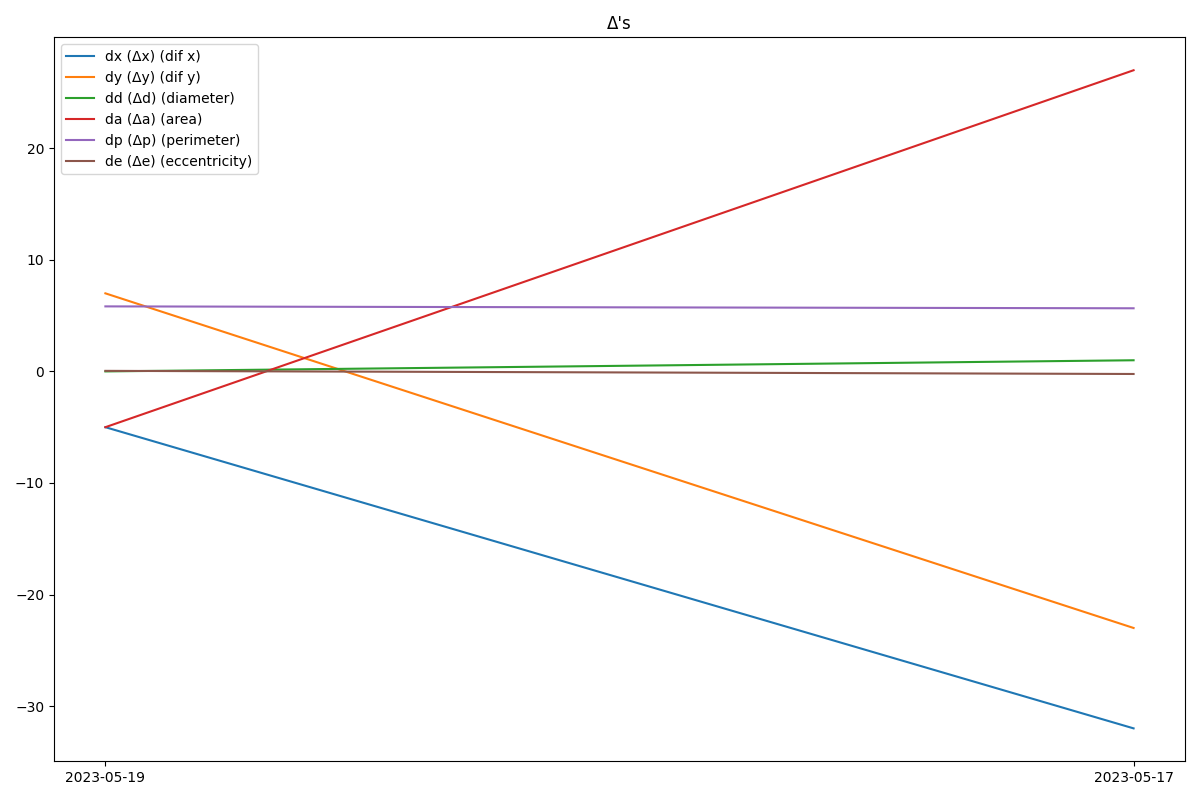 Δ's
dx (Δx) (dif x)
dy (Δy) (dif y)
dd (Δd) (diameter)
da (Δa) (area)
dp (Δp) (perimeter)
de (Δe) (eccentricity)
20
10
0
−10
−20
−30
2023-05-19 2023-05-17